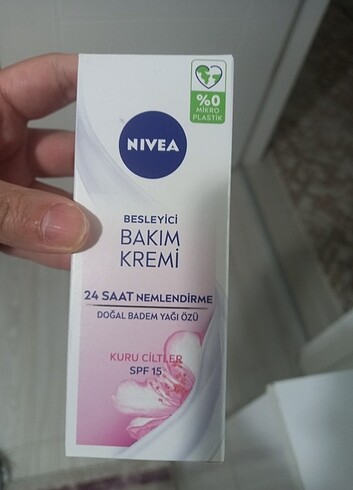 %0
MİKRO
PLASTİK
NIVEA
BESLEYİCİ
BAKIM
KREMİ
24 SAAT NEMLENDİRME
DOĞAL BADEM YAĞI ÖZÜ
KURU CİLTLER
SPF 15